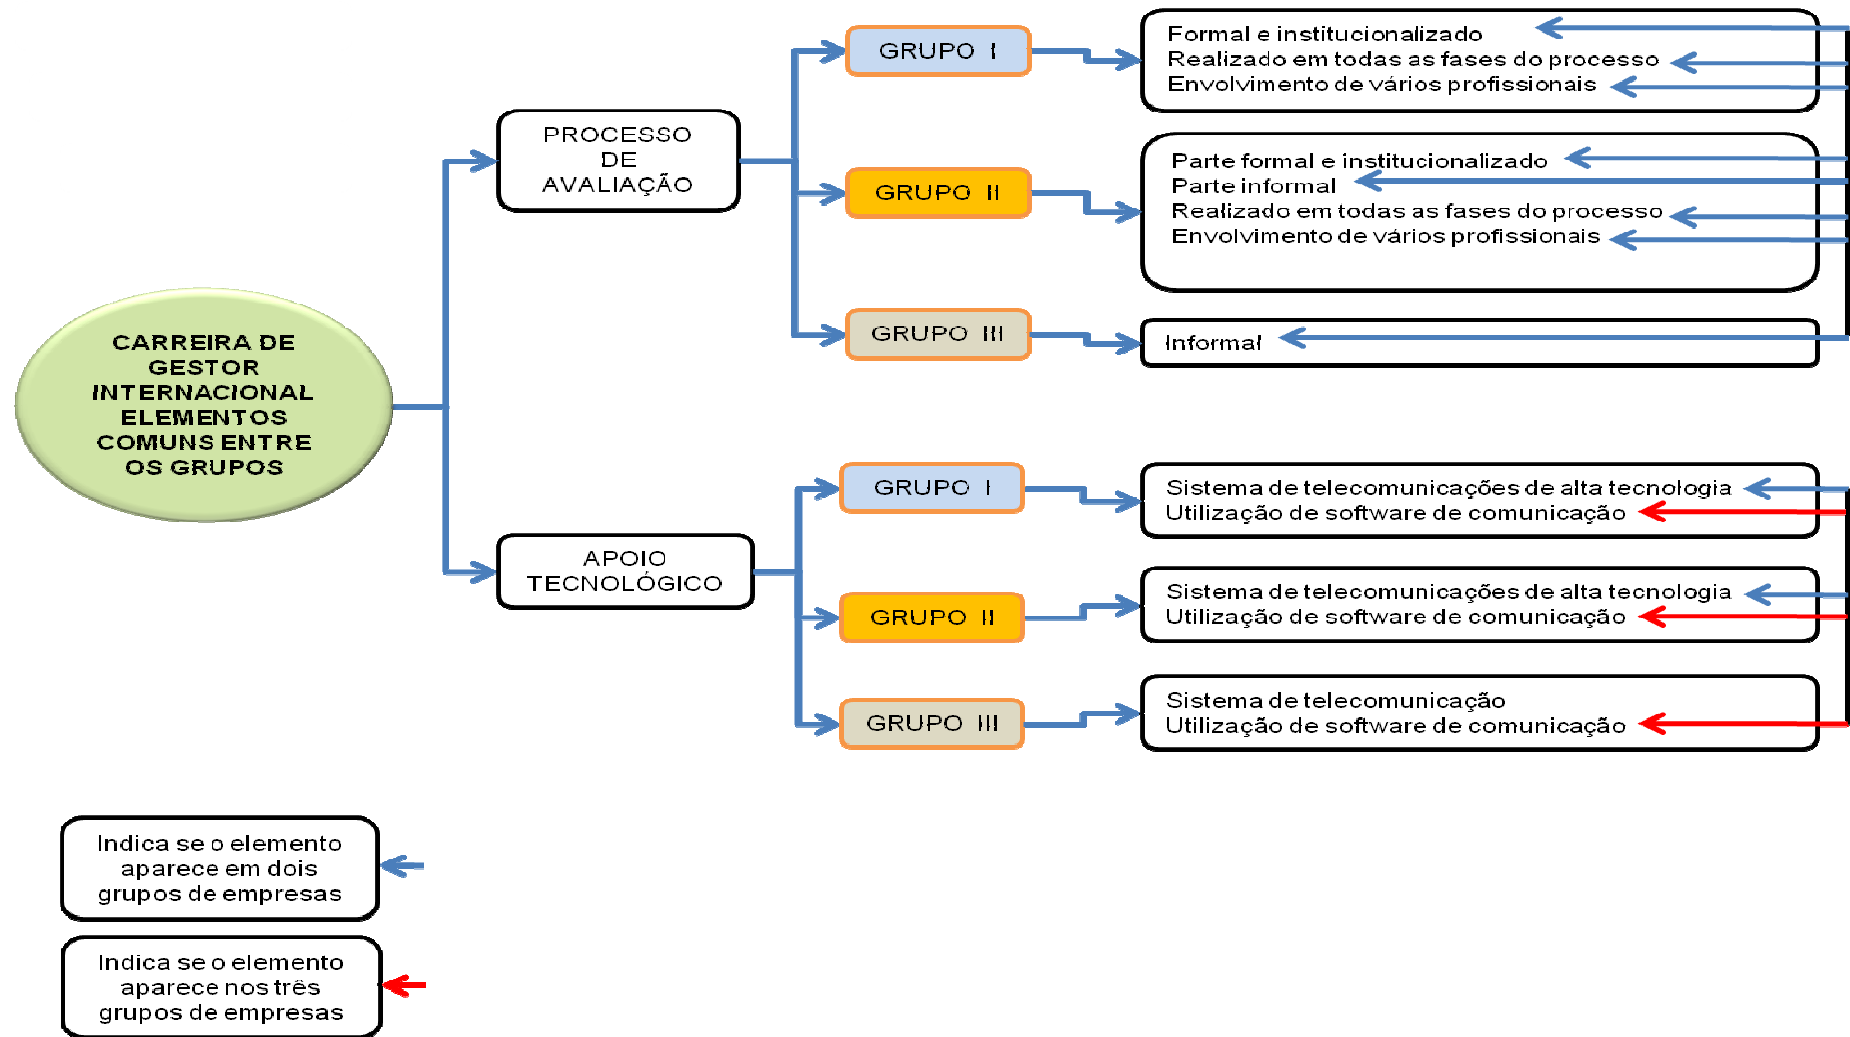 CARREIRA DE
GESTOR
INTERNACIONAL
ELEMENTOS
COMUNS ENTRE
OS GRUPOS
PROCESSO
DE
AVALIAÇÃO
GRUPO I
Formal e institucionalizado
Realizado em todas as fases do processo
Envolvimento de vários profissionais
GRUPO II
Parte formal e institucionalizado
Parte informal
Realizado em todas as fases do processo
Envolvimento de vários profissionais
GRUPO III
Informal
APOIO
TECNOLÓGICO
GRUPO I
Sistema de telecomunicações de alta tecnologia
Utilização de software de comunicação
GRUPO II
Sistema de telecomunicações de alta tecnologia
Utilização de software de comunicação
GRUPO III
Sistema de telecomunicação
Utilização de software de comunicação
Indica se o elemento
aparece em dois
grupos de empresas
Indica se o elemento
aparece nos três
grupos de empresas